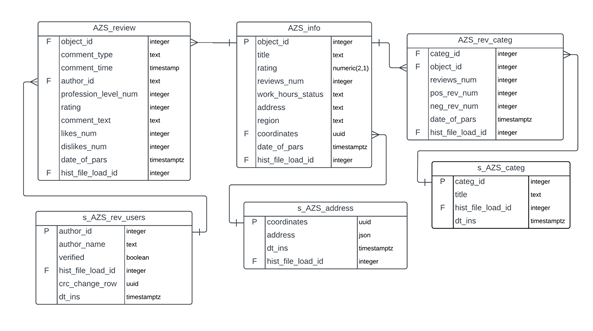 AZS_review
F object_id integer
comment_type text
comment_time timestamp
F author_id text
profession_level_num integer
rating integer
comment_text text
likes_num integer
dislikes_num integer
date_of_pars timestamptz
F hist_file_load_id integer
AZS_info
P object_id integer
title text
rating numeric(2,1)
reviews_num integer
work_hours_status text
address text
region text
F coordinates uuid
date_of_pars timestamptz
F hist_file_load_id integer
AZS_rev_categ
F categ_id integer
F object_id integer
reviews_num integer
pos_rev_num integer
neg_rev_num integer
date_of_pars timestamptz
F hist_file_load_id integer
s_AZS_categ
P categ_id integer
title text
F hist_file_load_id integer
dt_ins timestamptz
s_AZS_rev_users
P author_id integer
author_name text
verified boolean
F hist_file_load_id integer
crc_change_row uuid
dt_ins timestamptz
s_AZS_address
P coordinates uuid
address json
dt_ins timestamptz
F hist_file_load_id integer